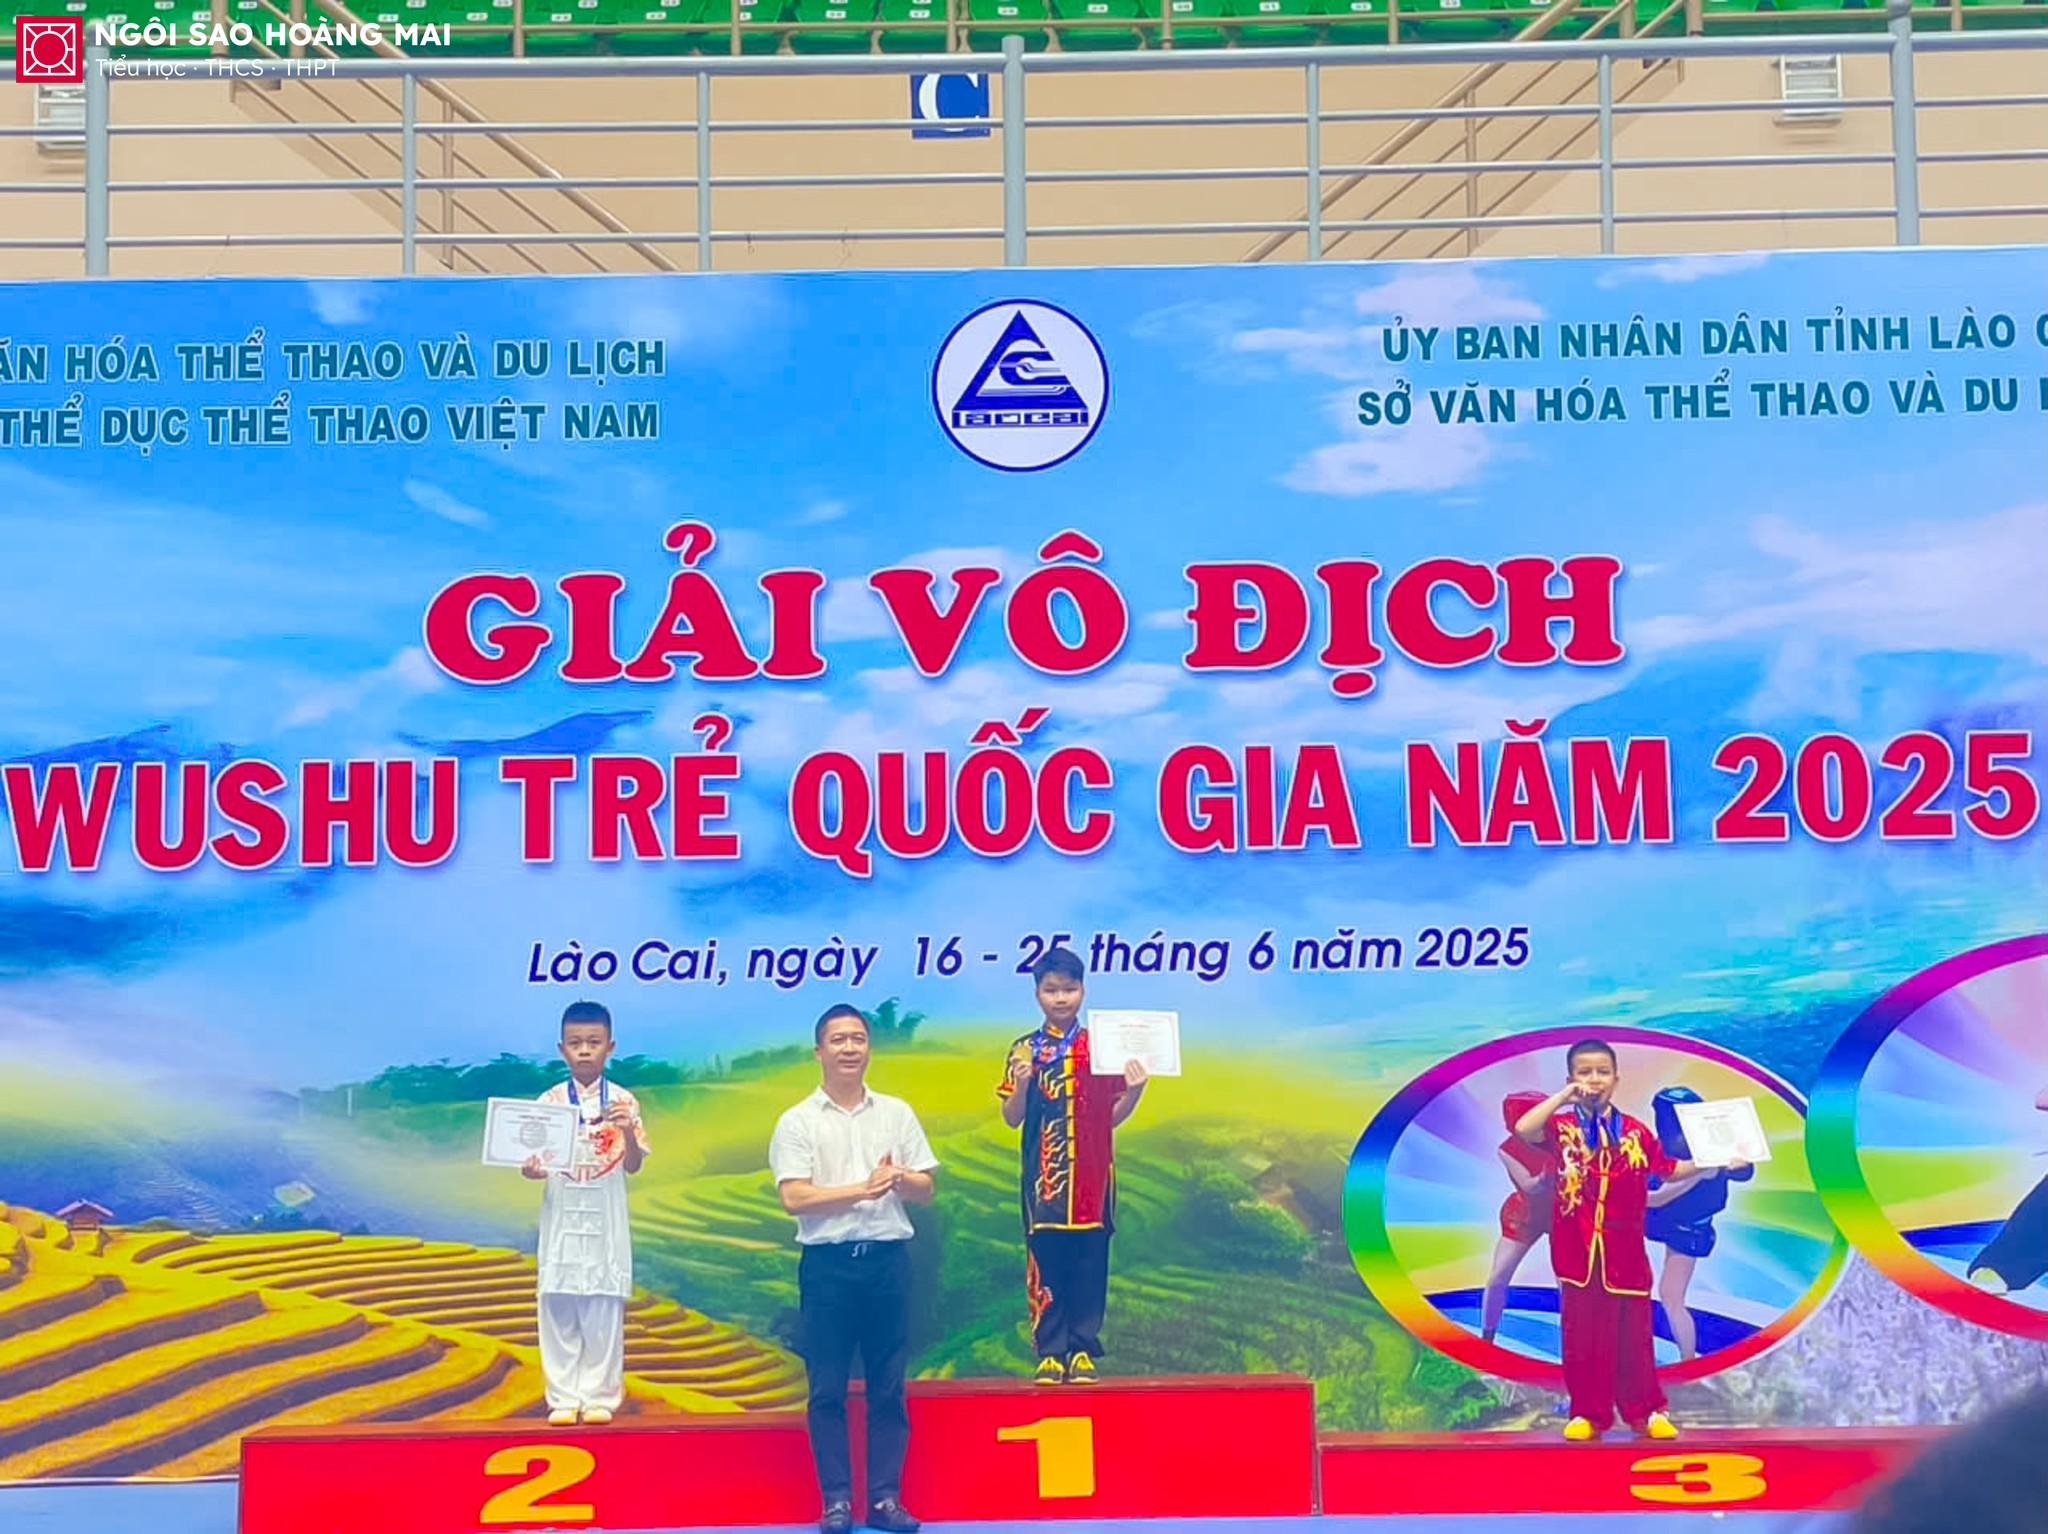 NGÔI SAO HOÀNG MAI
Tiểu học · THCS · THPT
C
HÓA THỂ THAO VÀ DU LỊCH
THỂ DỤC THỂ THAO VIỆT NAM
laocai
ỦY BAN NHÂN DÂN TỈNH LÀO
SỞ VĂN HÓA THỂ THAO VÀ DU
GIẢI VÔ ĐỊCH
WUSHU TRẺ QUỐC GIA NĂM 2025
Lào Cai, ngày 16 - 25 tháng 6 năm 2025
2
1
3